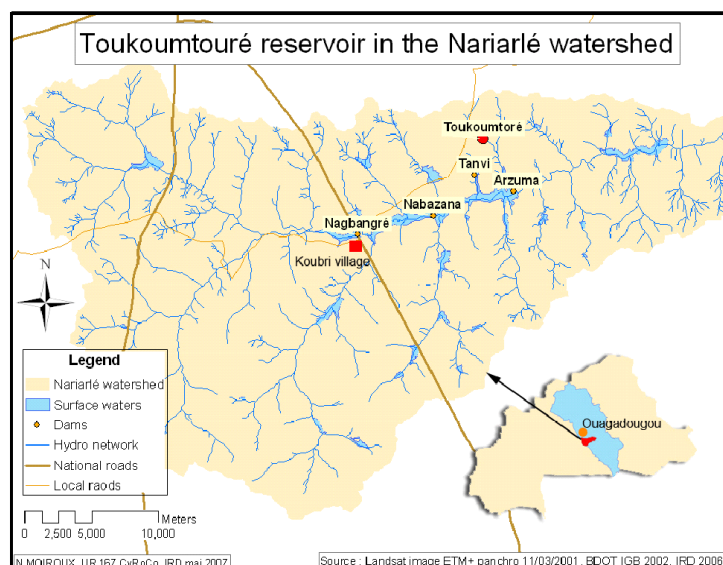 Toukoumtouré reservoir in the Nariarlé watershed
Toukoumtoré
Tanvi
Arzuma
Nabazana
Nagbangré
Koubri village
N
Legend
Nariarlé watershed
Surface waters
Dams
Hydro network
National roads
Local raods
Ouagadougou
Meters
0 2,500 5,000 10,000
N.MOIROUX, UR 167 CyRoCo, IRD mai 2007
Source : Landsat image ETM+ panchro 11/03/2001, BDOT IGB 2002, IRD 2006